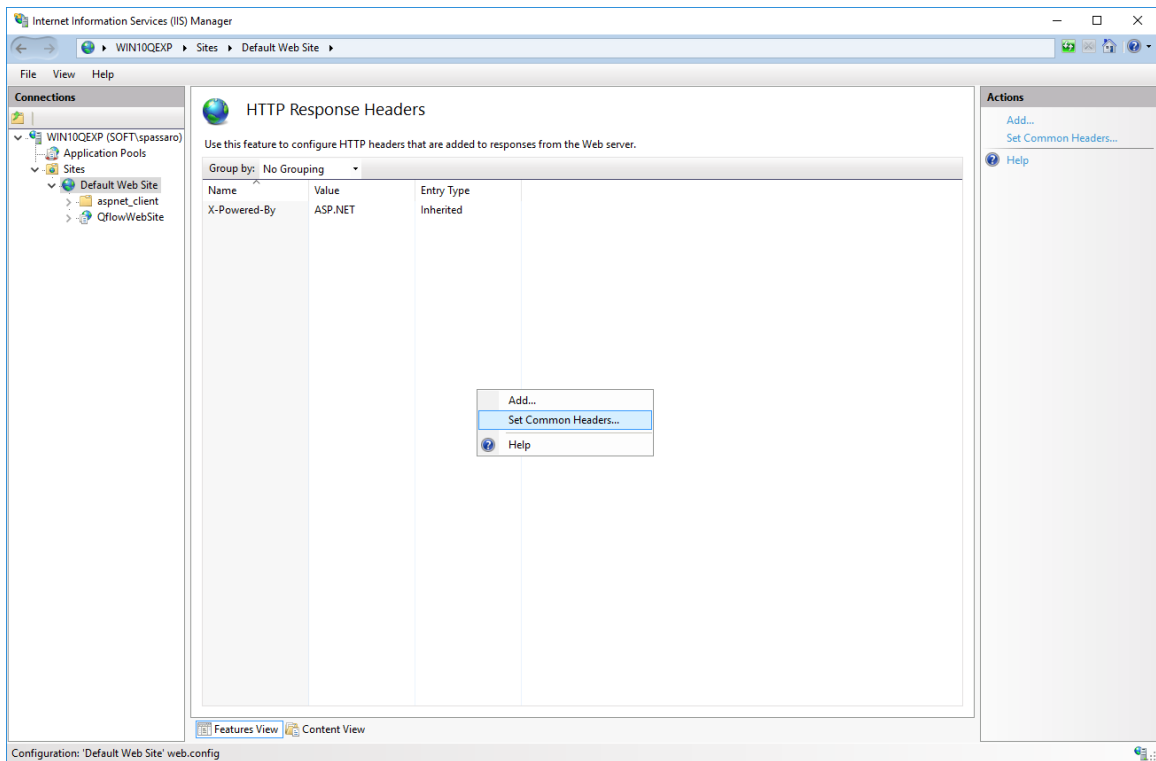 Internet Information Services (IIS) Manager
WIN10QEXP Sites Default Web Site
File View Help
Connections
WIN10QEXP (SOFT\spassaro)
Application Pools
Sites
Default Web Site
aspnet_client
QflowWebSite
HTTP Response Headers
Use this feature to configure HTTP headers that are added to responses from the Web server.
Group by: No Grouping
Name Value Entry Type
X-Powered-By ASP.NET Inherited
Add...
Set Common Headers...
Help
Features View Content View
Actions
Add...
Set Common Headers...
Help
Configuration: 'Default Web Site' web.config